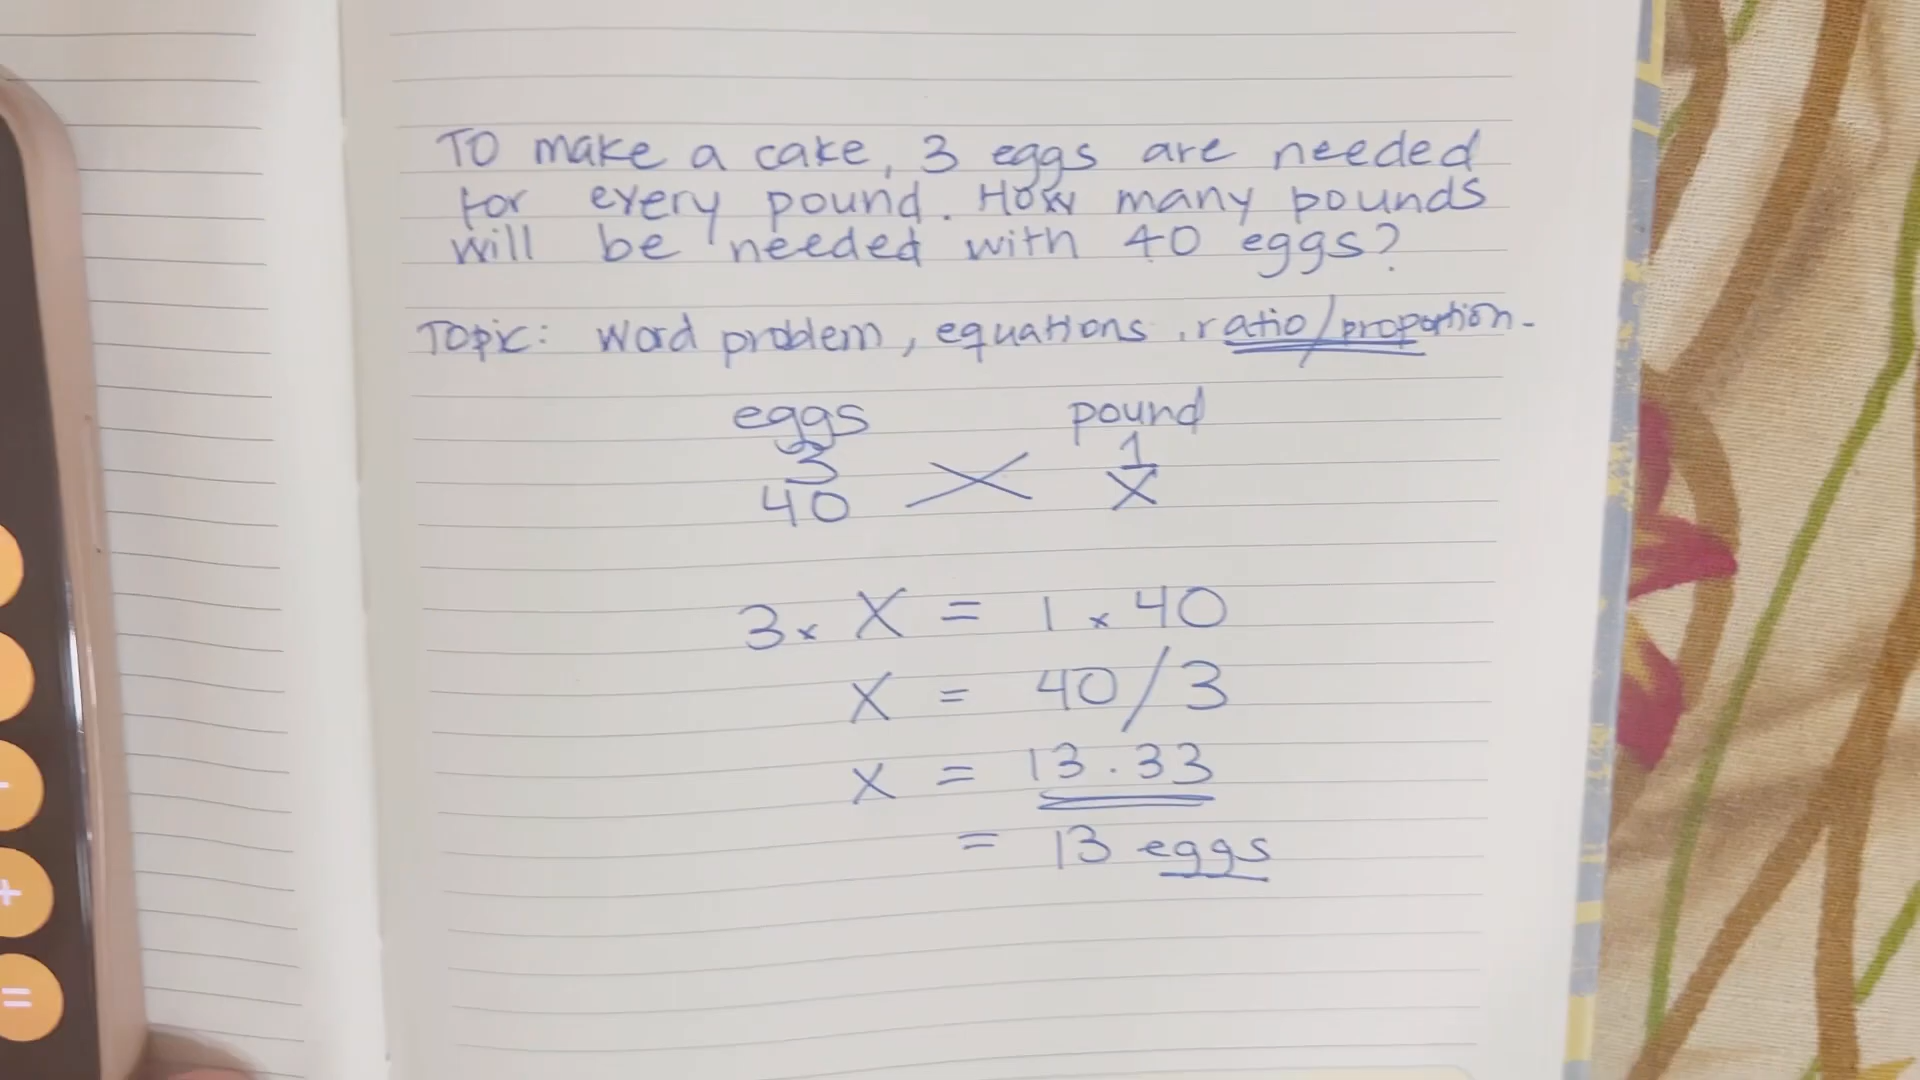 To make a cake, 3 eggs are needed
for every pound. How many pounds
will be needed with 40 eggs?
Topic: Word problem, equations, ratio/proportion.
eggs pound
3 1
40 X
3 x X = 1 x 40
X = 40/3
x = 13.33
= 13 eggs
+
=